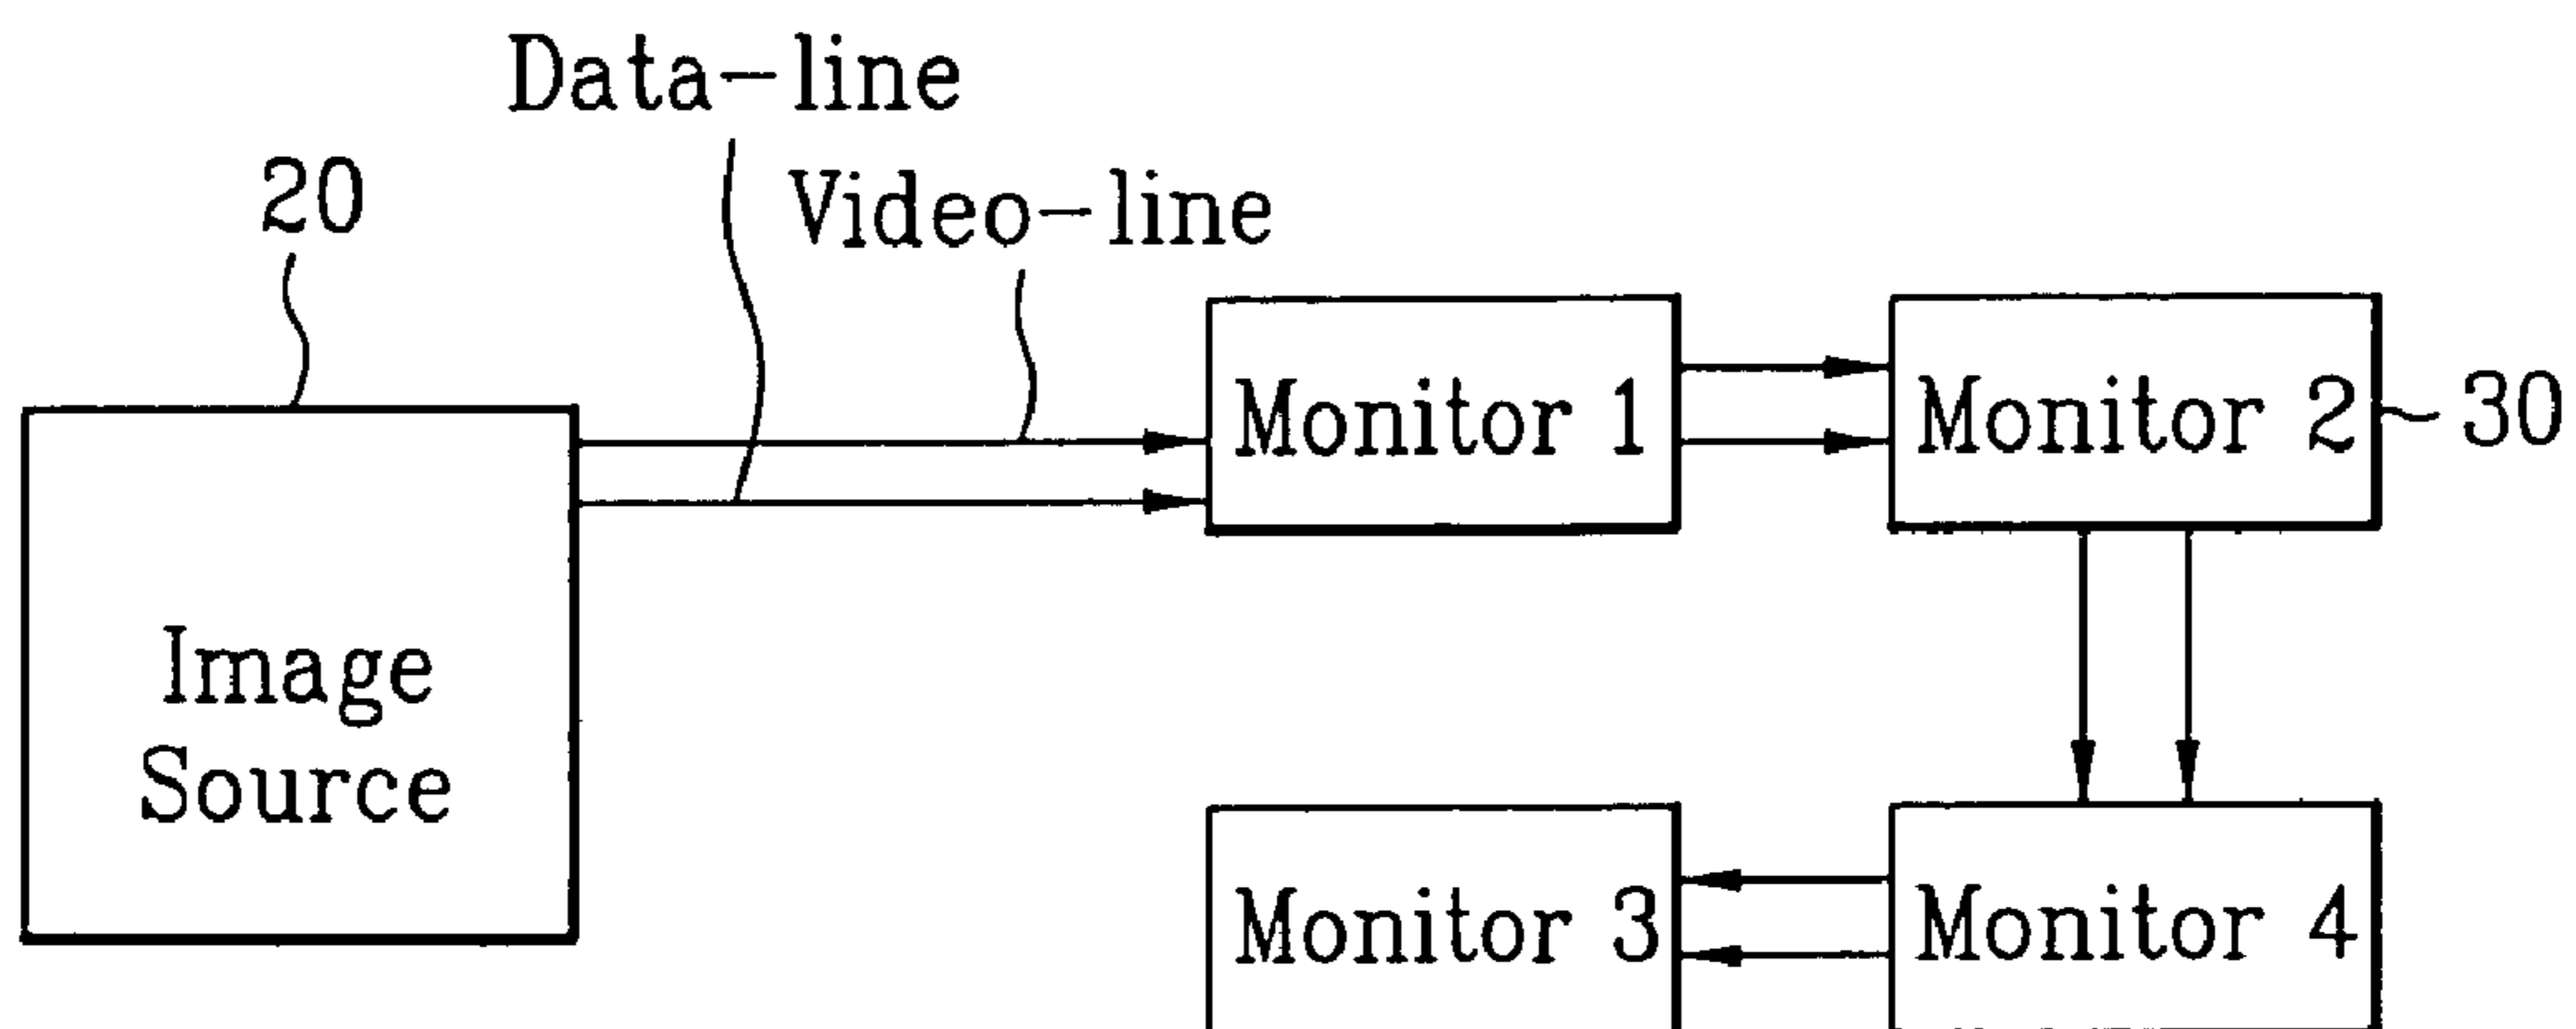 Data-line
20
Video-line
Monitor 1
Monitor 2
30
Image
Source
Monitor 3
Monitor 4